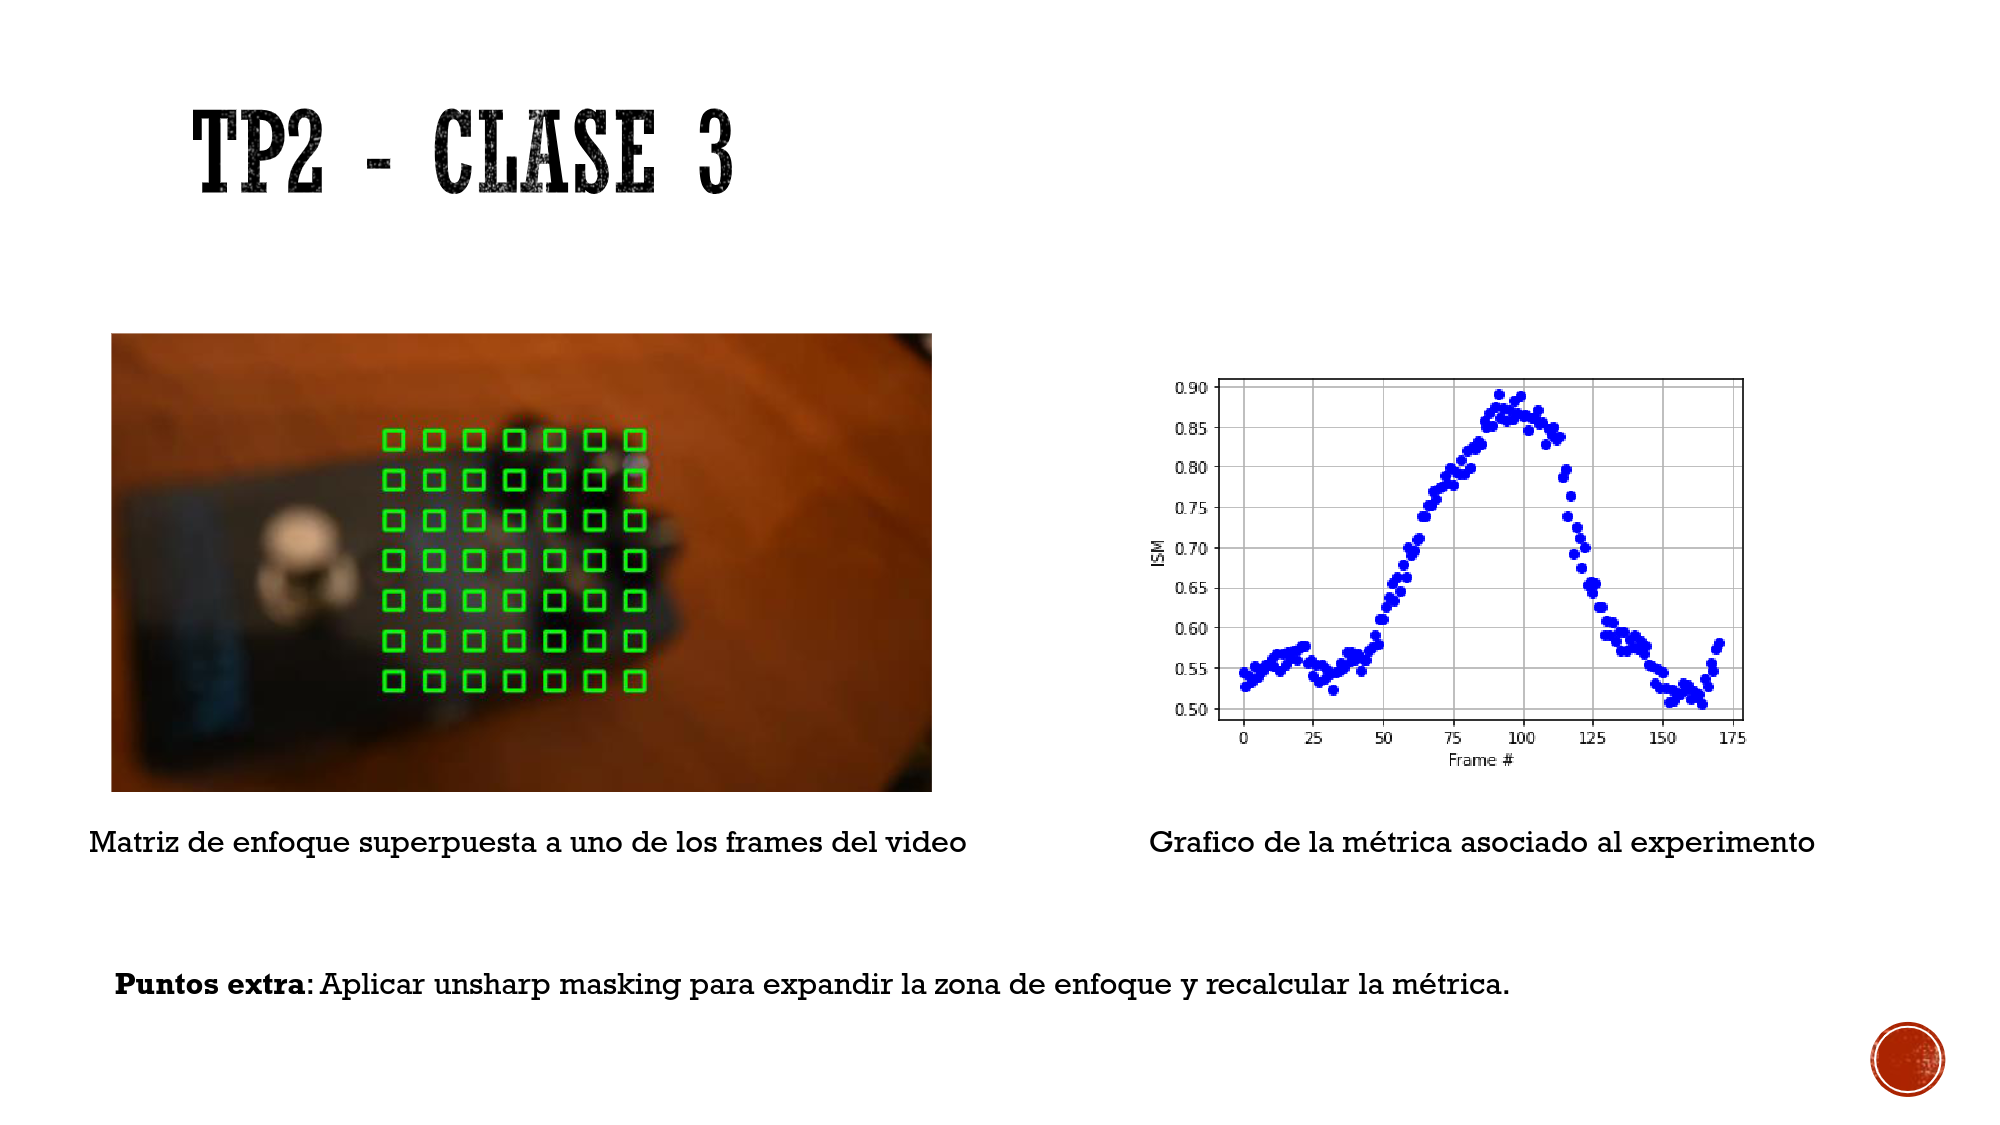 TP2 - CLASE 3
0.90
0.85
0.80
0.75
0.70
0.65
0.60
0.55
0.50
ISM
0 25 50 75 100 125 150 175
Frame #
Matriz de enfoque superpuesta a uno de los frames del video
Grafico de la métrica asociado al experimento
Puntos extra: Aplicar unsharp masking para expandir la zona de enfoque y recalcular la métrica.